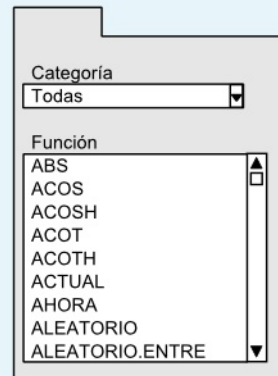 Categoría
Todas
Función
ABS
ACOS
ACOSH
ACOT
ACOTH
ACTUAL
AHORA
ALEATORIO
ALEATORIO.ENTRE